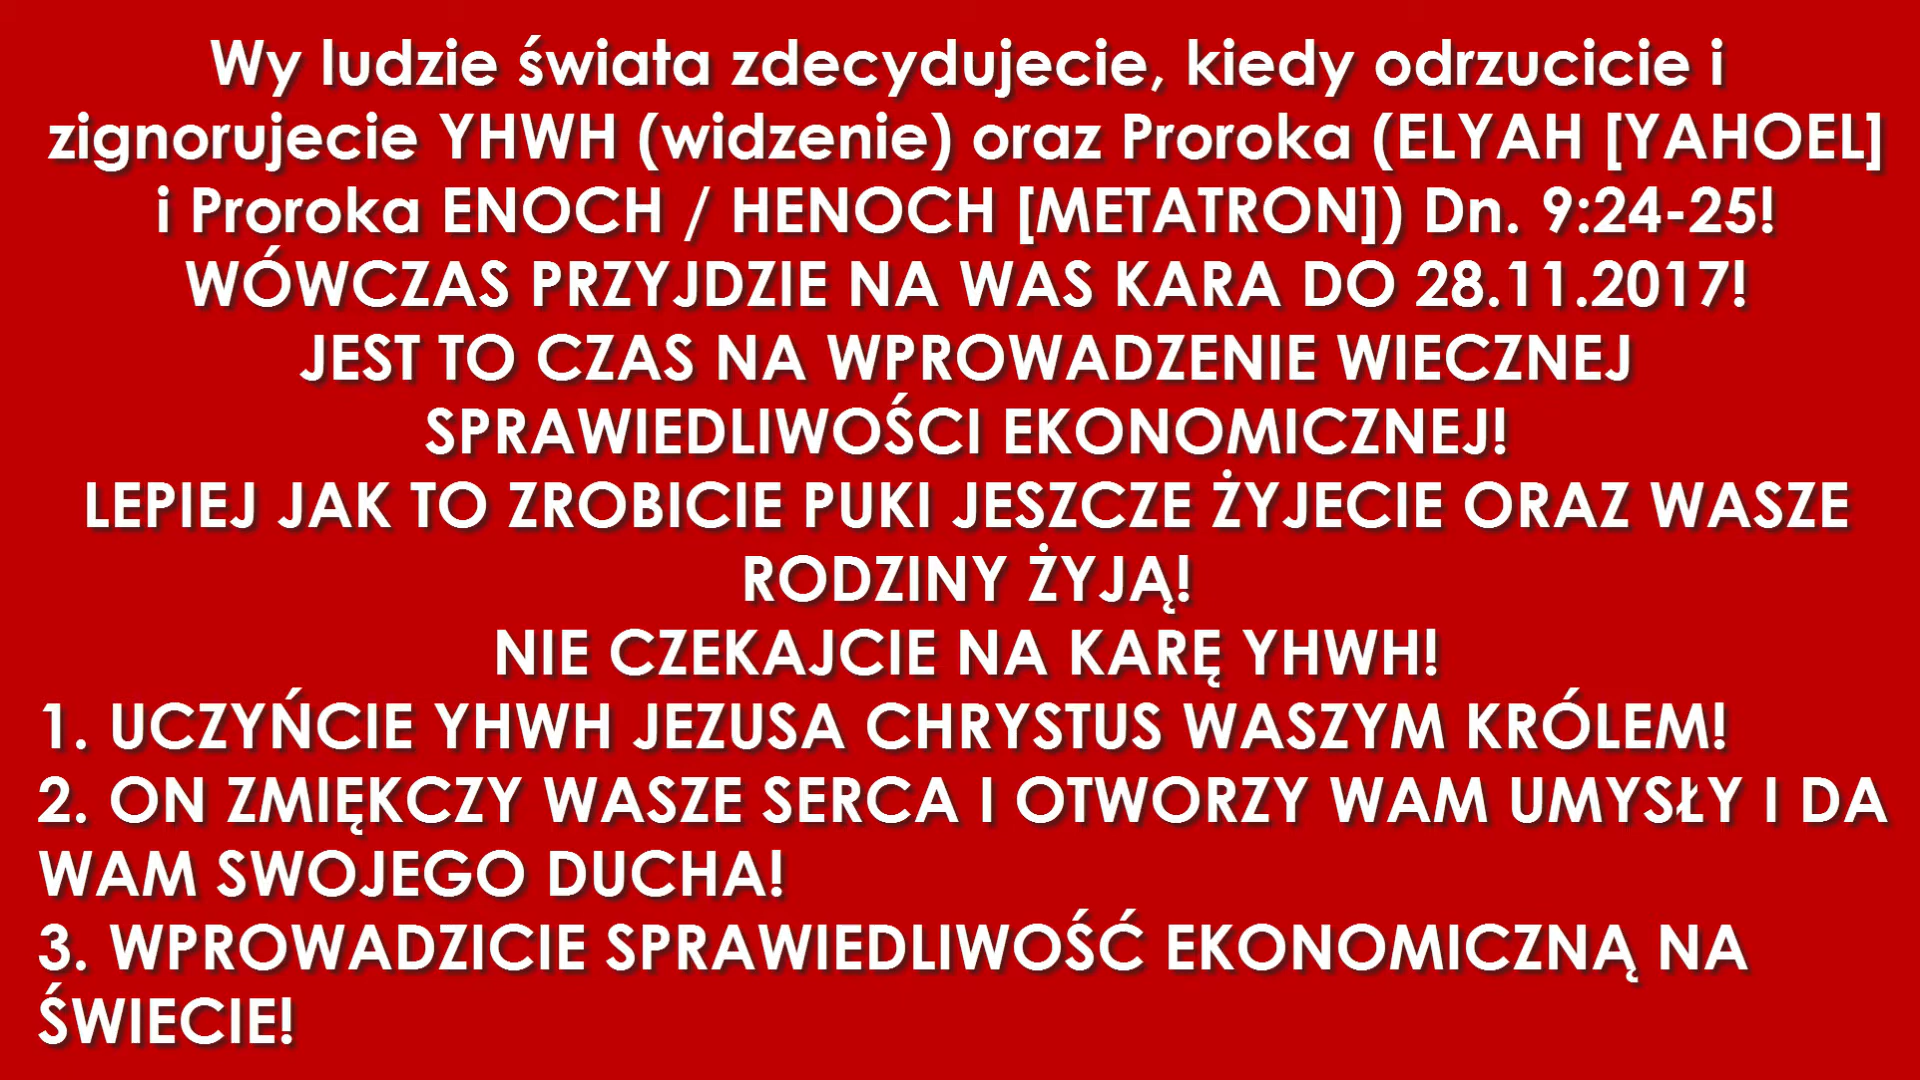 Wy ludzie świata zdecydujecie, kiedy odrzucicie i
zignorujecie YHWH (widzenie) oraz Proroka (ELYAH [YAHOEL]
i Proroka ENOCH / HENOCH [METATRON]) Dn. 9:24-25!
WÓWCZAS PRZYJDZIE NA WAS KARA DO 28.11.2017!
JEST TO CZAS NA WPROWADZENIE WIECZNEJ
SPRAWIEDLIWOŚCI EKONOMICZNEJ!
LEPIEJ JAK TO ZROBICIE PUKI JESZCZE ŻYJECIE ORAZ WASZE
RODZINY ŻYJĄ!
NIE CZEKAJCIE NA KARĘ YHWH!
1. UCZYŃCIE YHWH JEZUSA CHRYSTUS WASZYM KRÓLEM!
2. ON ZMIĘKCZY WASZE SERCA I OTWORZY WAM UMYSŁY I DA
WAM SWOJEGO DUCHA!
3. WPROWADZICIE SPRAWIEDLIWOŚĆ EKONOMICZNĄ NA
ŚWIECIE!